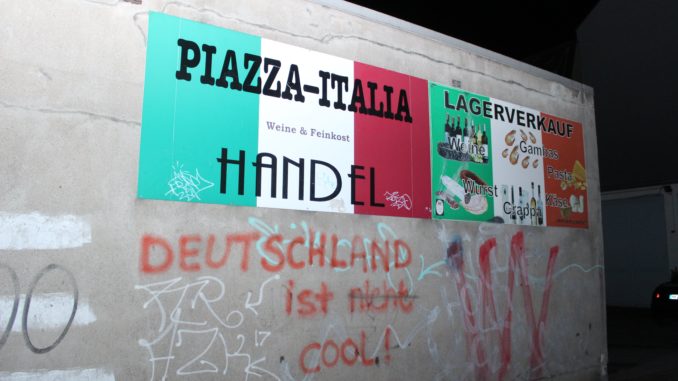 PIAZZA-ITALIA
Weine & Feinkost
HANDEL
LAGERVERKAUF
Weine
Gambas
Pasta
Wurst
Käse
Grappa
DEUTSCHLAND
ist nicht
COOL!